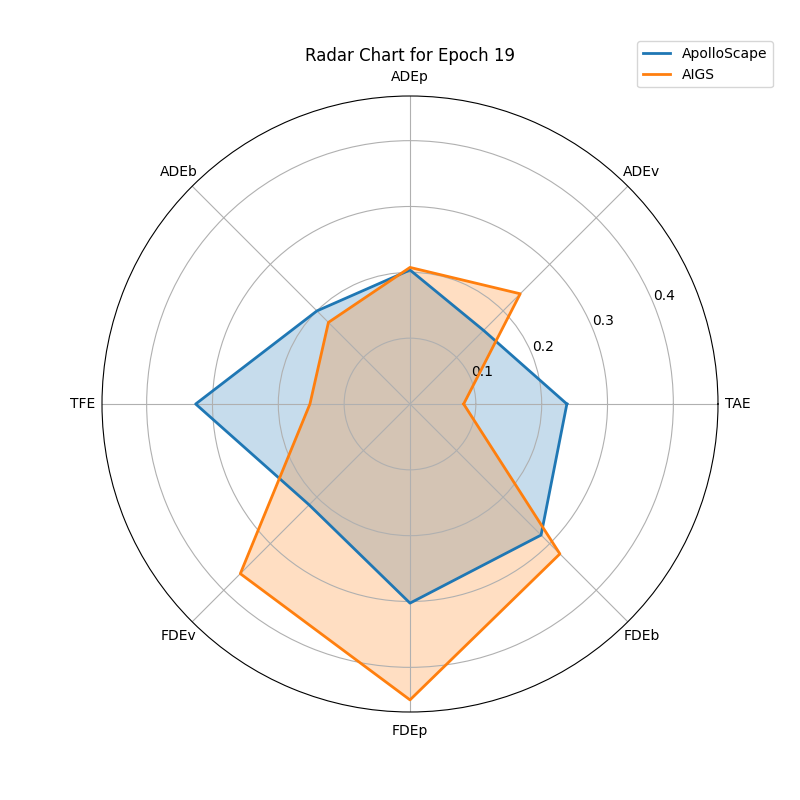 Radar Chart for Epoch 19
ApolloScape
AIGS
ADEp
ADEb
ADEv
0.4
0.3
0.2
0.1
TFE
TAE
FDEv
FDEb
FDEp